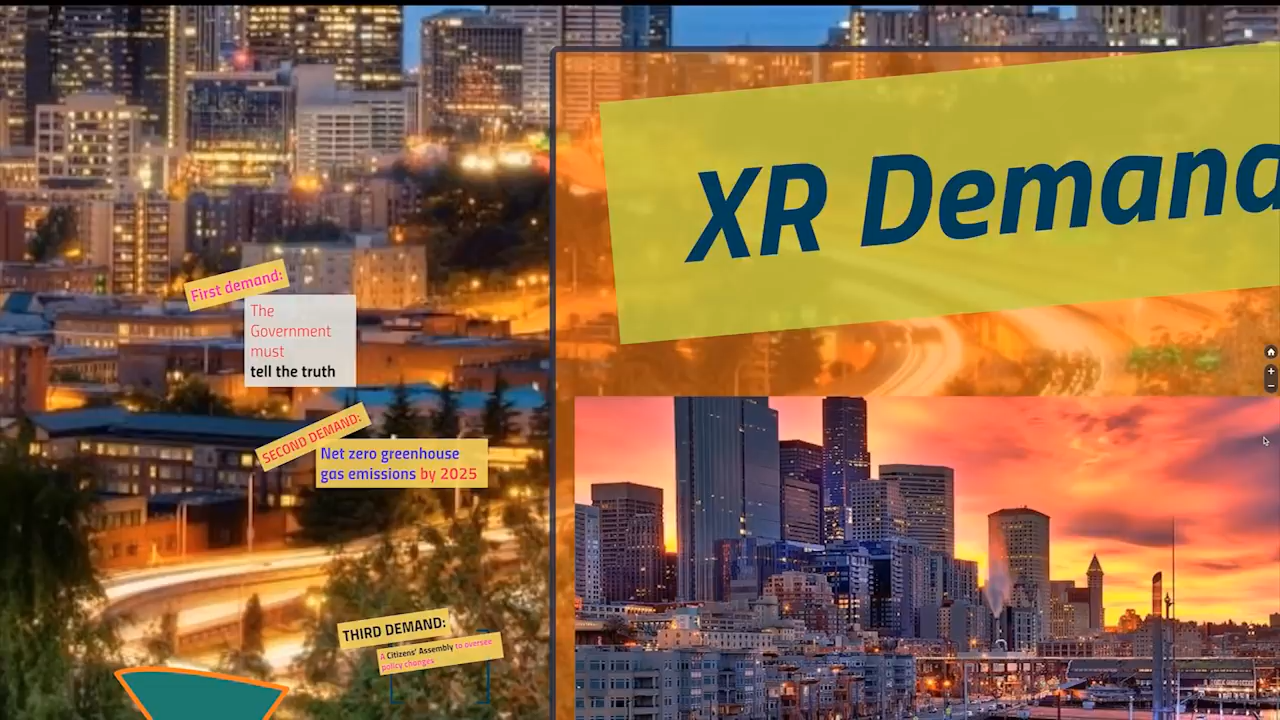 XR Demand
First demand:
The
Government
must
tell the truth
SECOND DEMAND:
Net zero greenhouse
gas emissions by 2025
THIRD DEMAND:
A Citizens' Assembly to oversee
policy changes